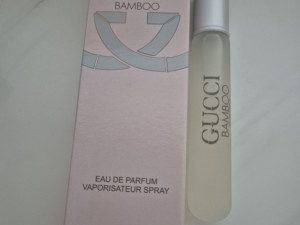 BAMBOO
EAU DE PARFUM
VAPORISATEUR SPRAY
GUCCI
BAMBOO